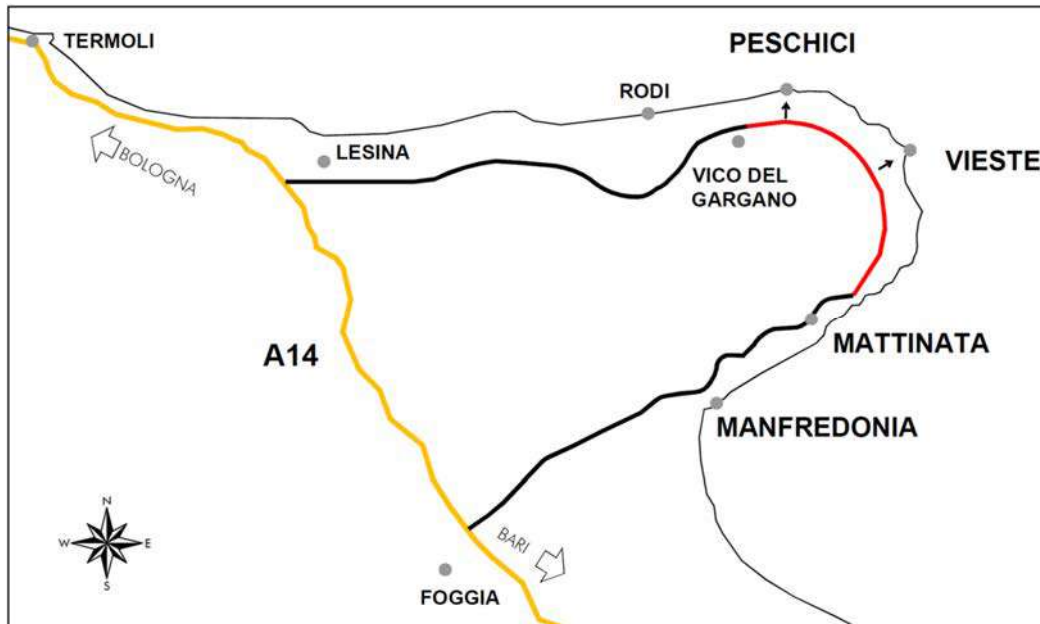 TERMOLI
PESCHICI
RODI
BOLOGNA
LESINA
VIESTE
VICO DEL
GARGANO
A14
MATTINATA
MANFREDONIA
N
W E
S
BARI
FOGGIA